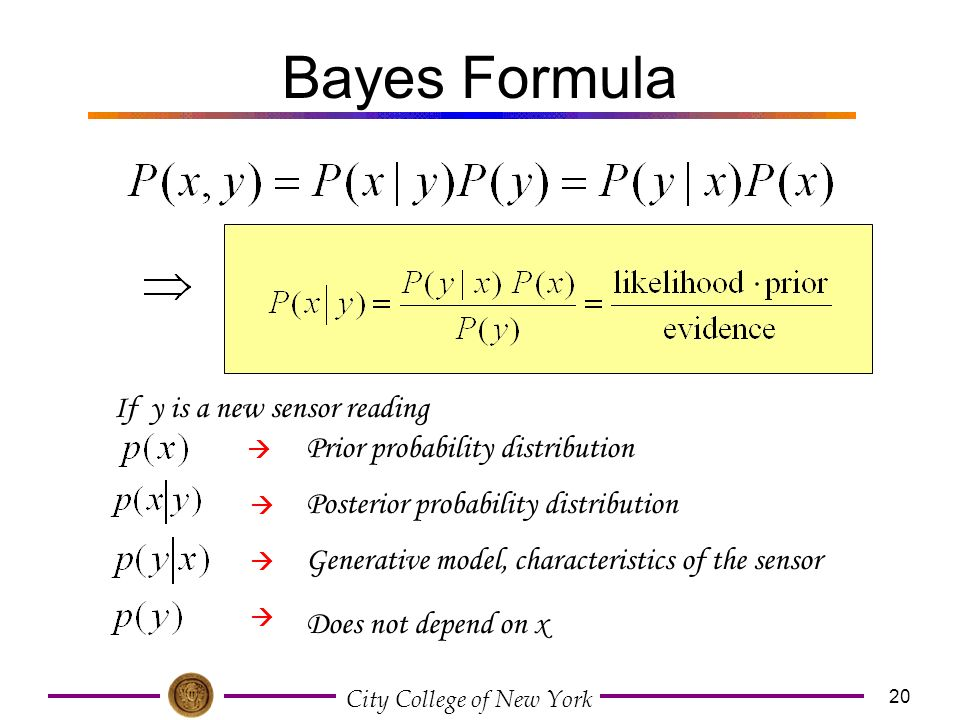 Bayes Formula
P(x, y) = P(x | y)P(y) = P(y | x)P(x)
⇒ P(x | y) = P(y | x) P(x) / P(y) = likelihood · prior / evidence
If y is a new sensor reading
p(x) → Prior probability distribution
p(x|y) → Posterior probability distribution
p(y|x) → Generative model, characteristics of the sensor
p(y) → Does not depend on x
City College of New York 20